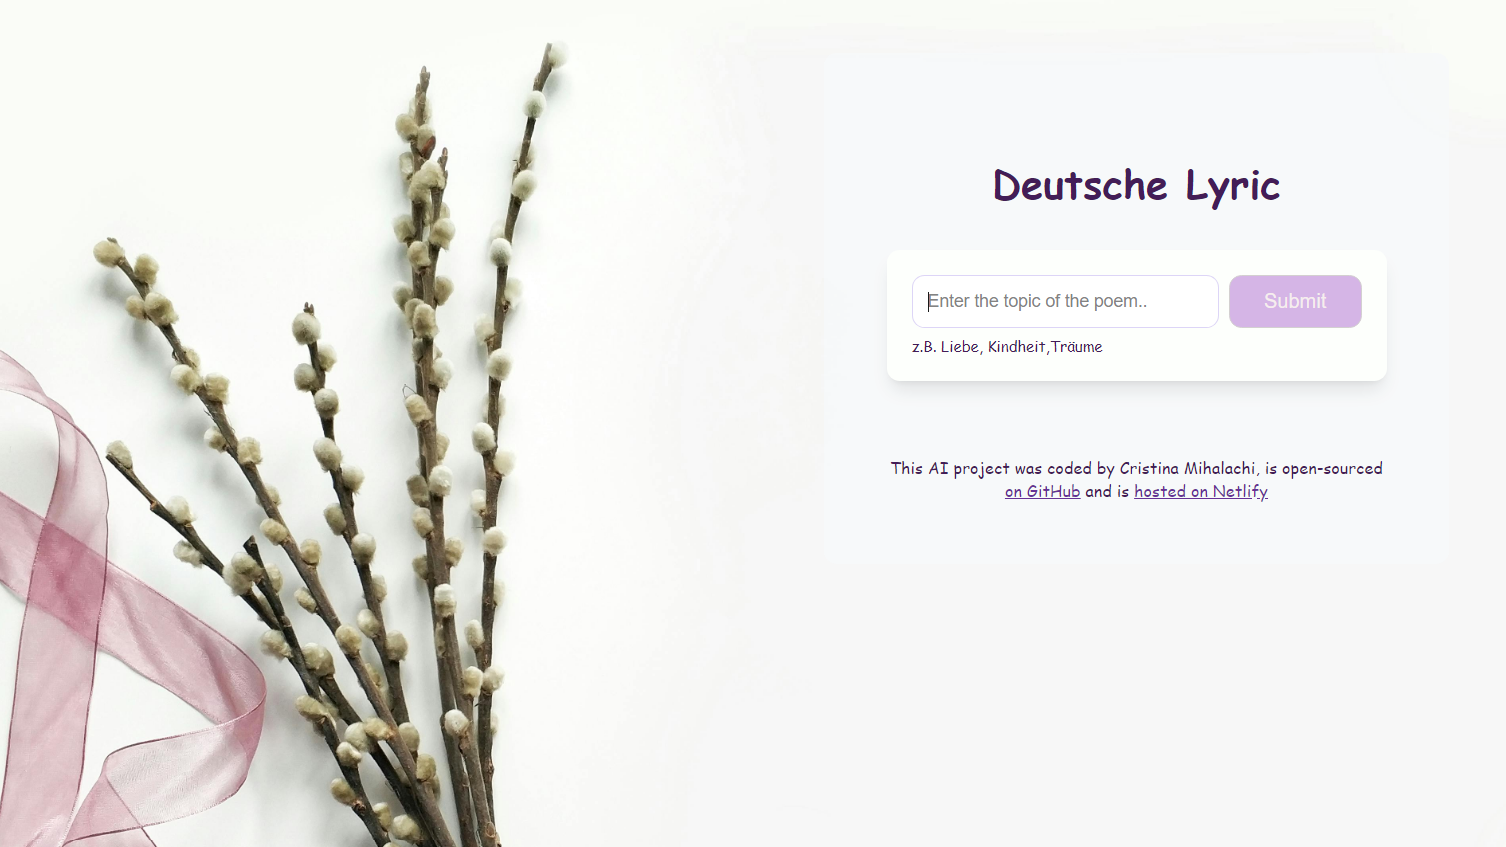 Deutsche Lyric
Enter the topic of the poem..
Submit
z.B. Liebe, Kindheit,Träume
This AI project was coded by Cristina Mihalachi, is open-sourced
on GitHub and is hosted on Netlify